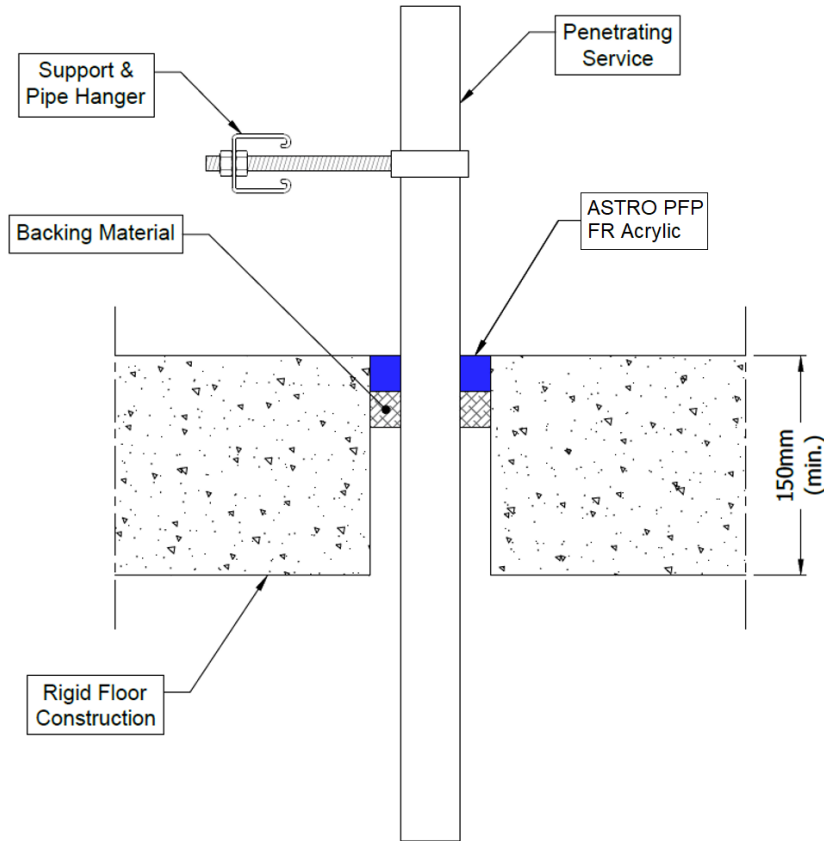 Penetrating
Service
Support &
Pipe Hanger
ASTRO PFP
FR Acrylic
Backing Material
150mm
(min.)
Rigid Floor
Construction